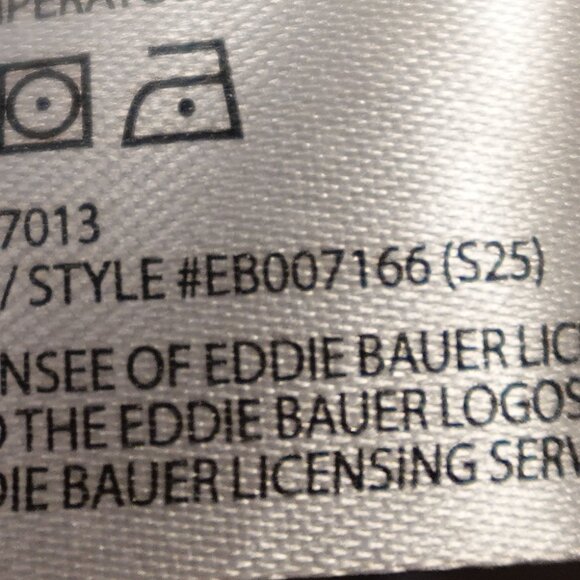 7013
/ STYLE #EB007166 (S25)
NSEE OF EDDIE BAUER LIC
THE EDDIE BAUER LOGOS
DIE BAUER LICENSING SERV